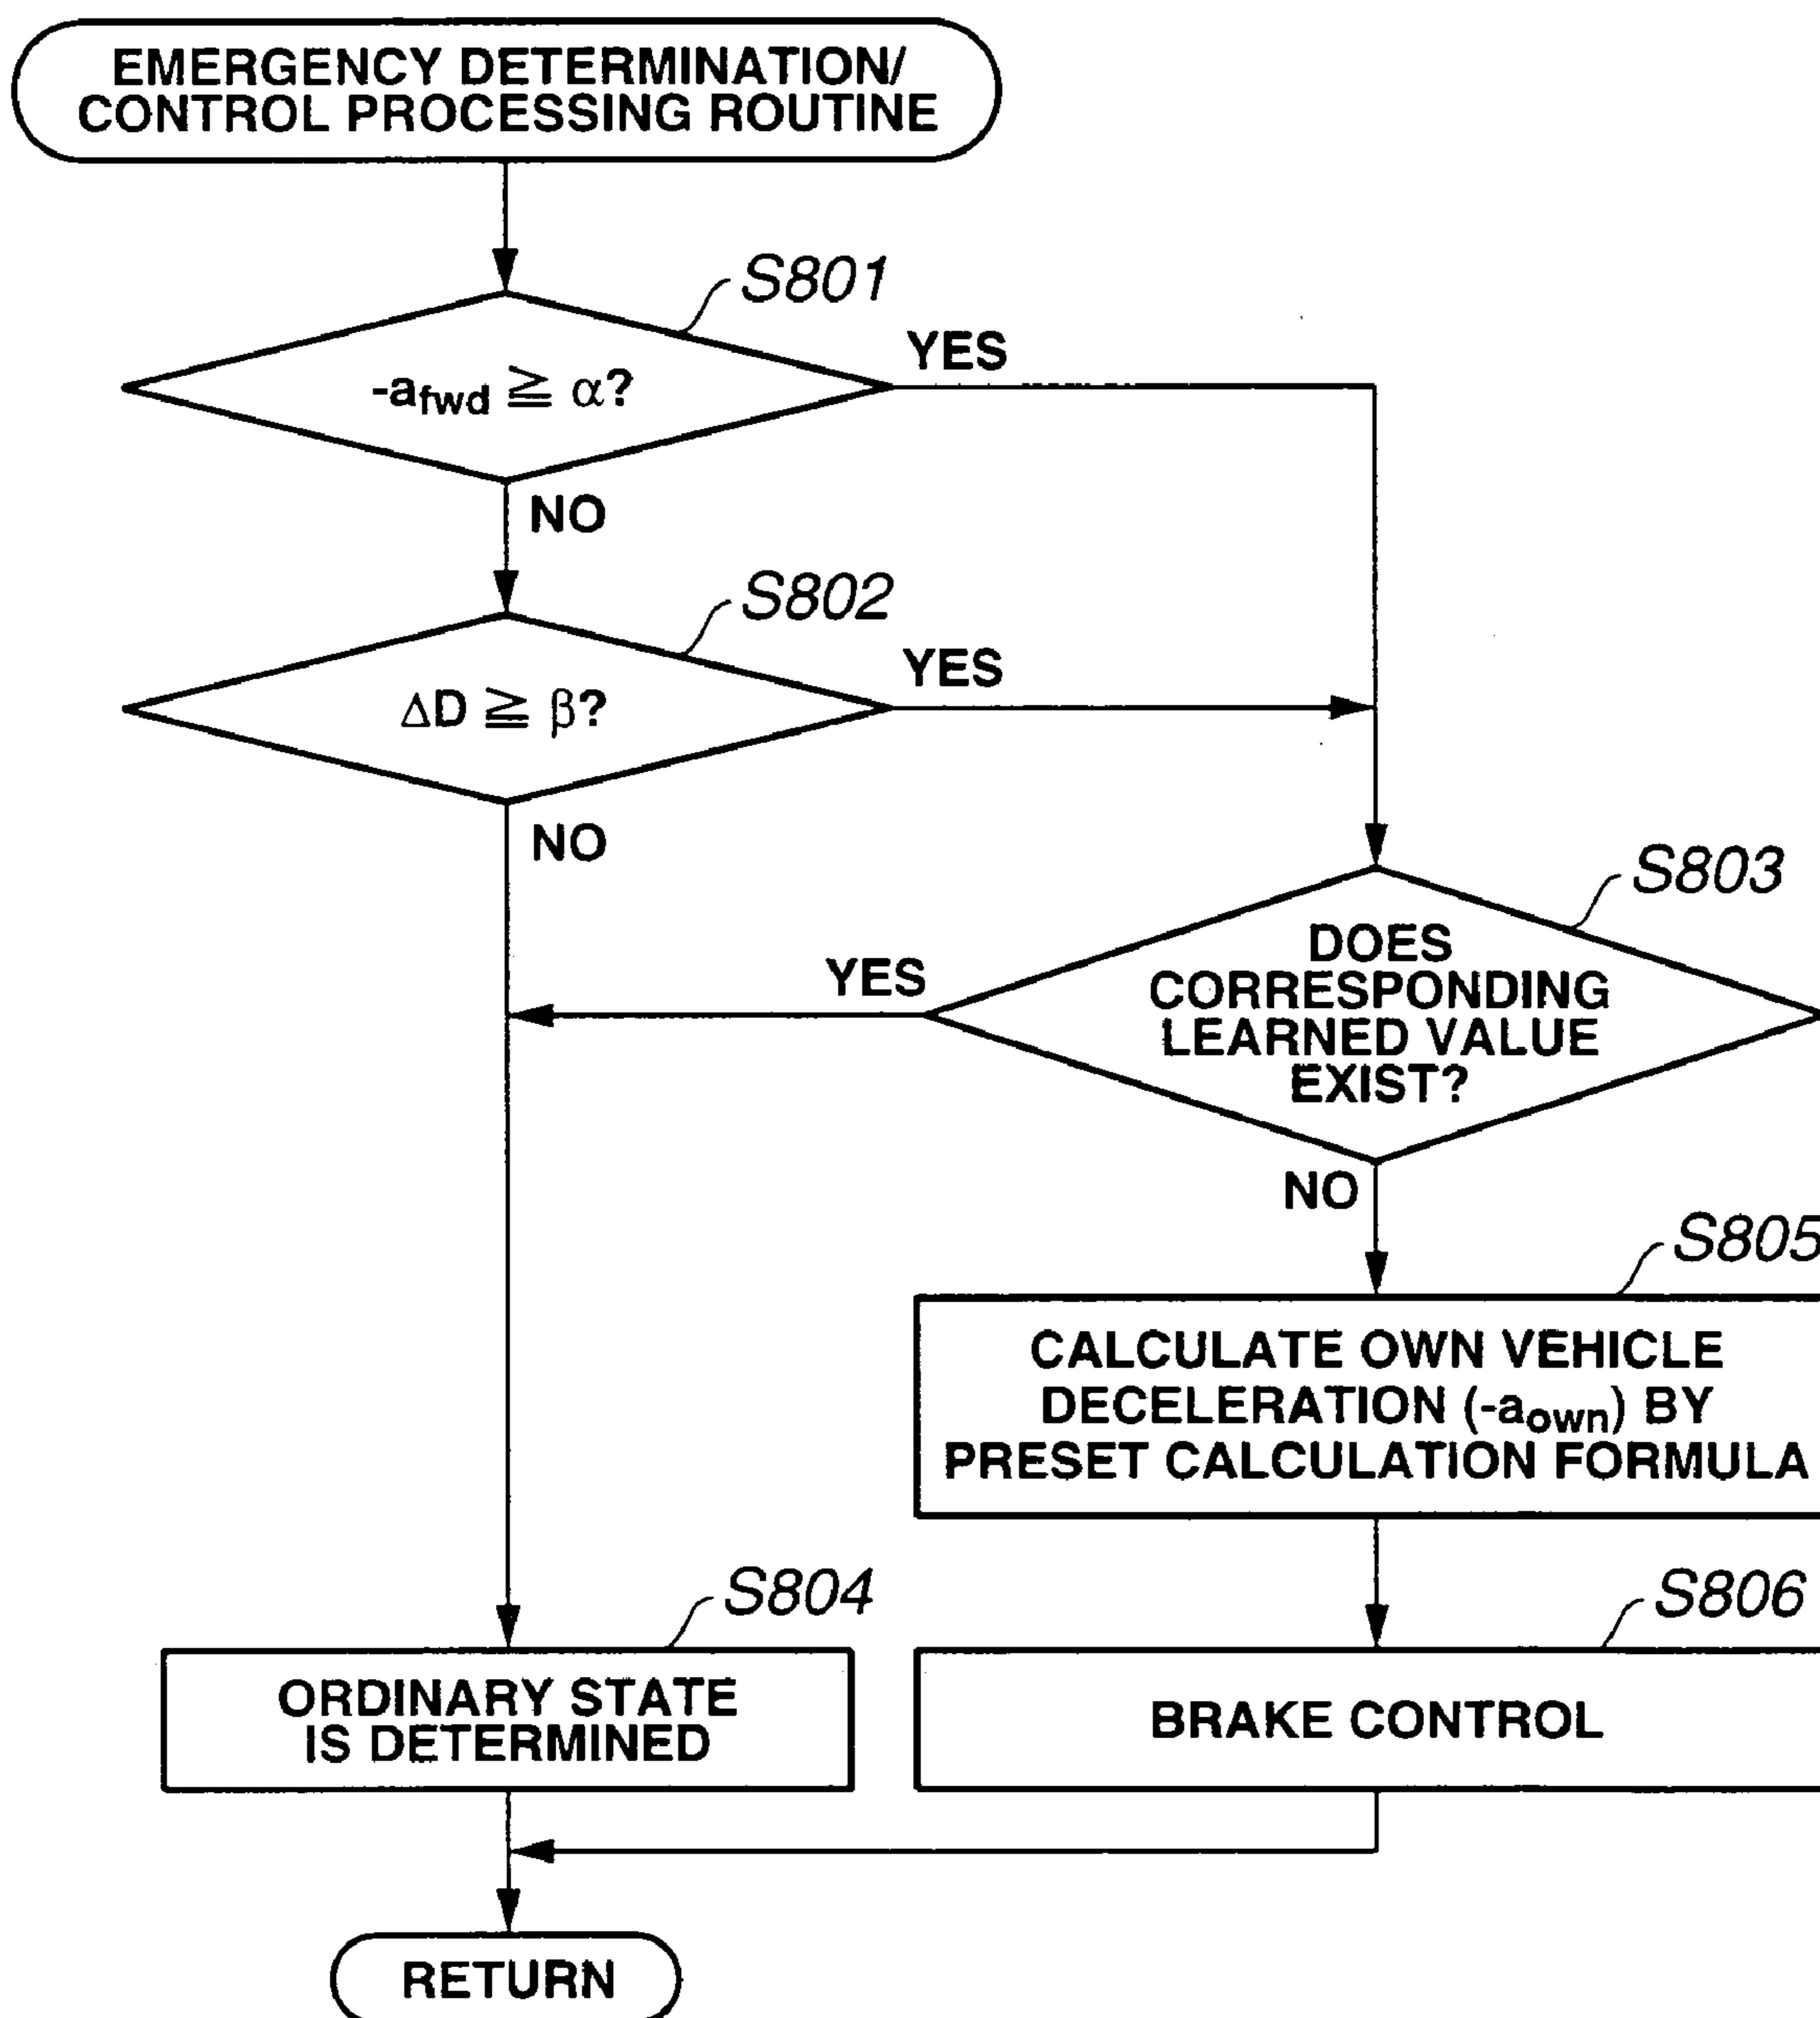 EMERGENCY DETERMINATION/
CONTROL PROCESSING ROUTINE
S801
-afwd ≧ α?
YES
NO
S802
ΔD ≧ β?
YES
NO
S803
DOES
CORRESPONDING
LEARNED VALUE
EXIST?
YES
NO
S805
CALCULATE OWN VEHICLE
DECELERATION (-aown) BY
PRESET CALCULATION FORMULA
S804
ORDINARY STATE
IS DETERMINED
S806
BRAKE CONTROL
RETURN